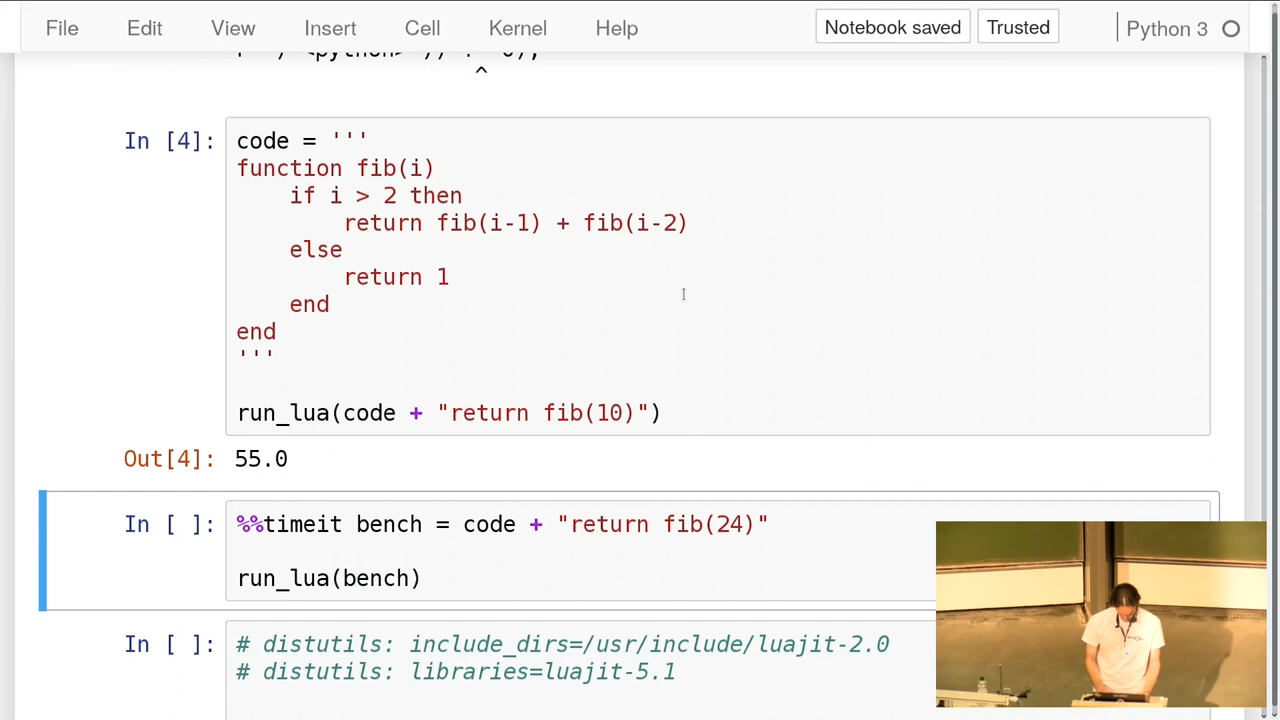 File Edit View Insert Cell Kernel Help Notebook saved Trusted Python 3
In [4]: code = '''
function fib(i)
    if i > 2 then
        return fib(i-1) + fib(i-2)
    else
        return 1
    end
end
'''
run_lua(code + "return fib(10)")
Out[4]: 55.0
In [ ]: %%timeit bench = code + "return fib(24)"
run_lua(bench)
In [ ]: # distutils: include_dirs=/usr/include/luajit-2.0
# distutils: libraries=luajit-5.1